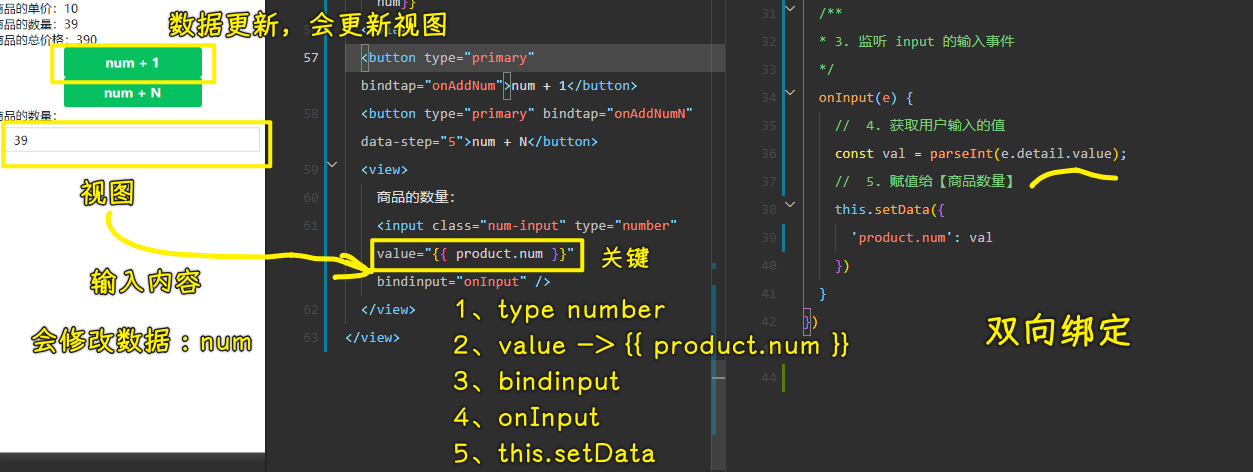 商品的单价：10
商品的数量：39
商品的总价格：390
数据更新，会更新视图
num + 1
num + N
商品的数量：
39
视图
输入内容
会修改数据：num
num}}
57 <button type="primary"
bindtap="onAddNum">num + 1</button>
58 <button type="primary" bindtap="onAddNumN"
data-step="5">num + N</button>
59 <view>
60 商品的数量：
61 <input class="num-input" type="number"
value="{{ product.num }}"
关键
bindinput="onInput" />
62 </view>
63 </view>
1、type number
2、value -> {{ product.num }}
3、bindinput
4、onInput
5、this.setData
31 /**
32 * 3. 监听 input 的输入事件
33 */
34 onInput(e) {
35 // 4. 获取用户输入的值
36 const val = parseInt(e.detail.value);
37 // 5. 赋值给【商品数量】
38 this.setData({
39 'product.num': val
40 })
41 }
42 })
双向绑定
44